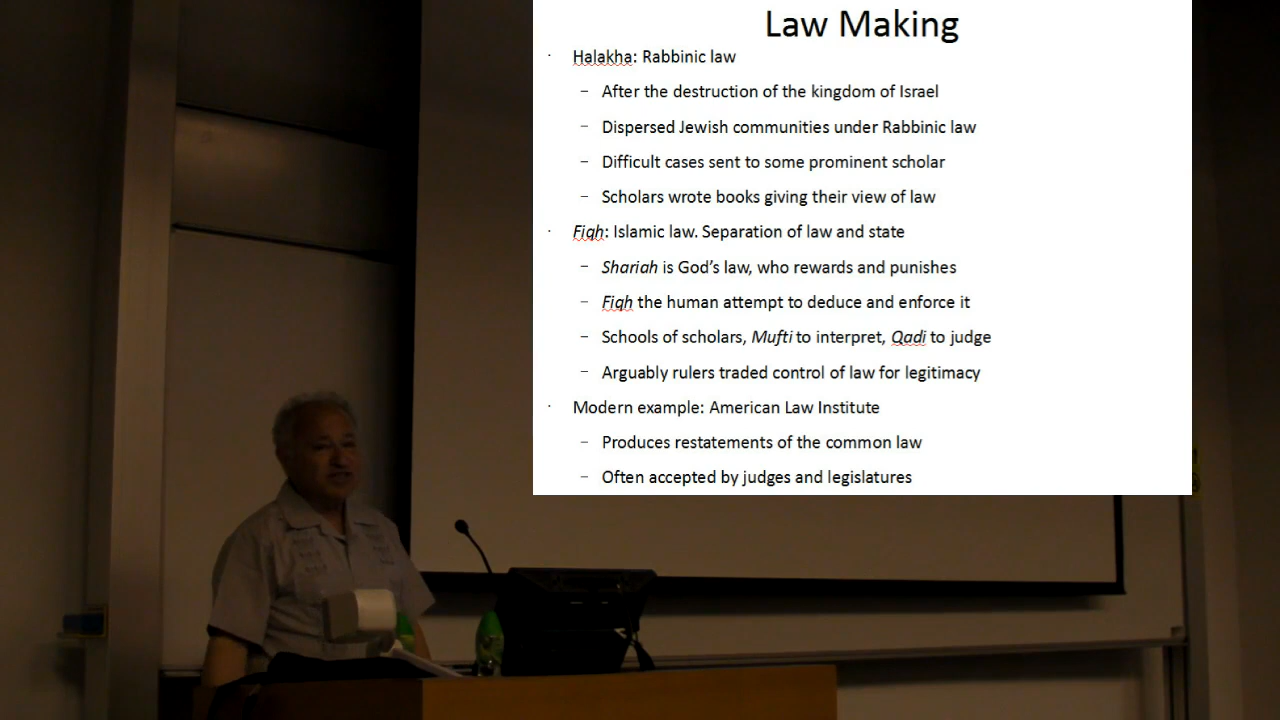 Law Making
· Halakha: Rabbinic law
– After the destruction of the kingdom of Israel
– Dispersed Jewish communities under Rabbinic law
– Difficult cases sent to some prominent scholar
– Scholars wrote books giving their view of law
· Fiqh: Islamic law. Separation of law and state
– Shariah is God's law, who rewards and punishes
– Fiqh the human attempt to deduce and enforce it
– Schools of scholars, Mufti to interpret, Qadi to judge
– Arguably rulers traded control of law for legitimacy
· Modern example: American Law Institute
– Produces restatements of the common law
– Often accepted by judges and legislatures